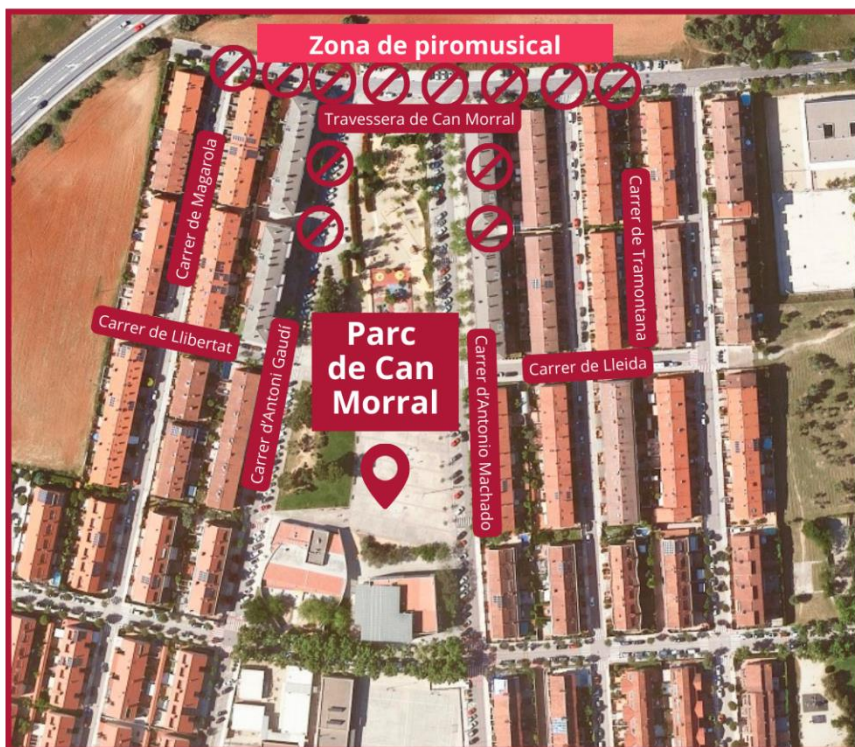 Zona de piromusical
Travessera de Can Morral
Carrer de Magarola
Carrer de Tramontana
Carrer de Llibertat
Carrer d'Antoni Gaudí
Parc
de Can
Morral
Carrer d'Antonio Machado
Carrer de Lleida